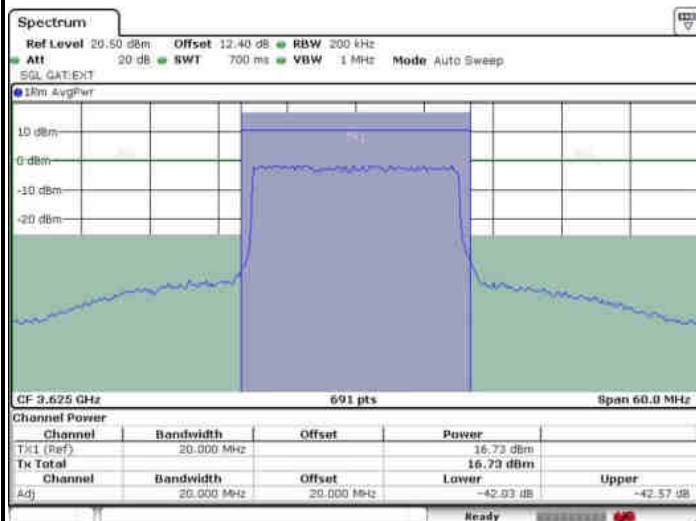 Spectrum
Ref Level 20.50 dBm Offset 12.40 dB RBW 200 kHz
Att 20 dB SWT 700 ms VBW 1 MHz Mode Auto Sweep
SGL GAT:EXT
1Rm AvgPwr
10 dBm
0 dBm
-10 dBm
-20 dBm
CF 3.625 GHz 691 pts Span 60.0 MHz
Channel Power
Channel Bandwidth Offset Power
TX1 (Ref) 20.000 MHz 16.73 dBm
Tx Total 16.73 dBm
Channel Bandwidth Offset Lower Upper
Adj 20.000 MHz 20.000 MHz -42.03 dB -42.57 dB
Ready